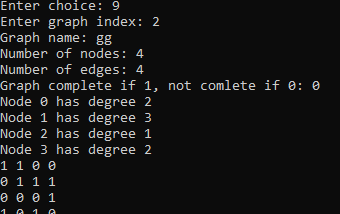 Enter choice: 9
Enter graph index: 2
Graph name: gg
Number of nodes: 4
Number of edges: 4
Graph complete if 1, not comlete if 0: 0
Node 0 has degree 2
Node 1 has degree 3
Node 2 has degree 1
Node 3 has degree 2
1 1 0 0
0 1 1 1
0 0 0 1
1 0 1 0